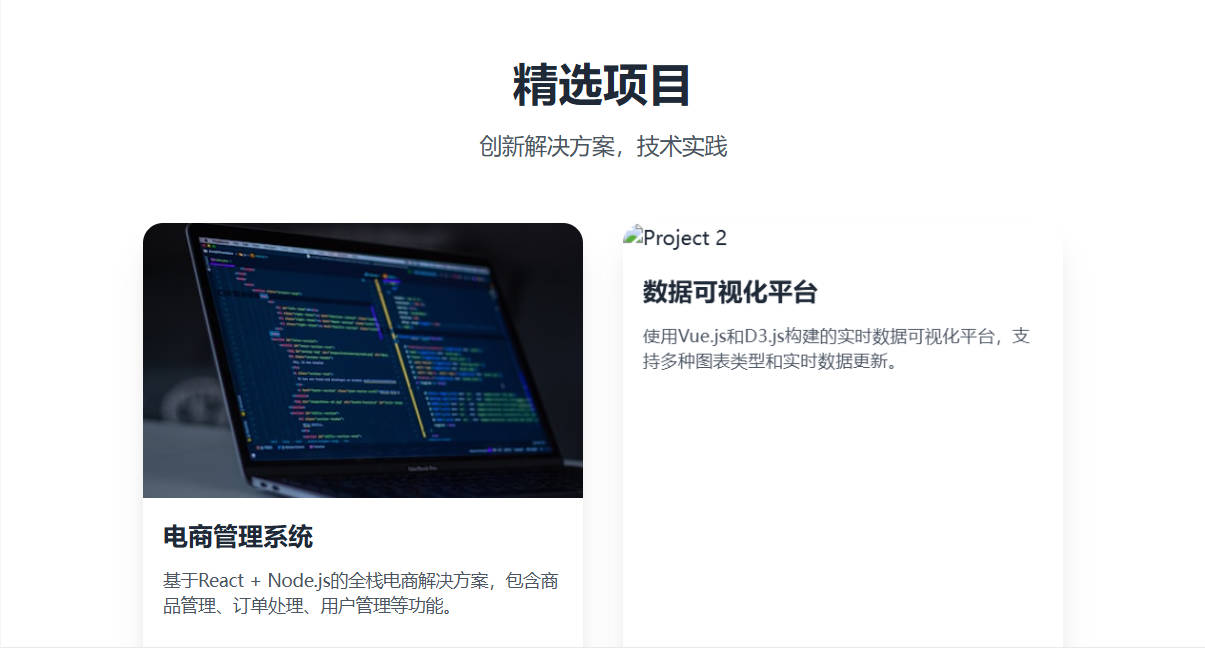 精选项目
创新解决方案，技术实践
Project 2
数据可视化平台
使用Vue.js和D3.js构建的实时数据可视化平台，支
持多种图表类型和实时数据更新。
电商管理系统
基于React + Node.js的全栈电商解决方案，包含商
品管理、订单处理、用户管理等功能。